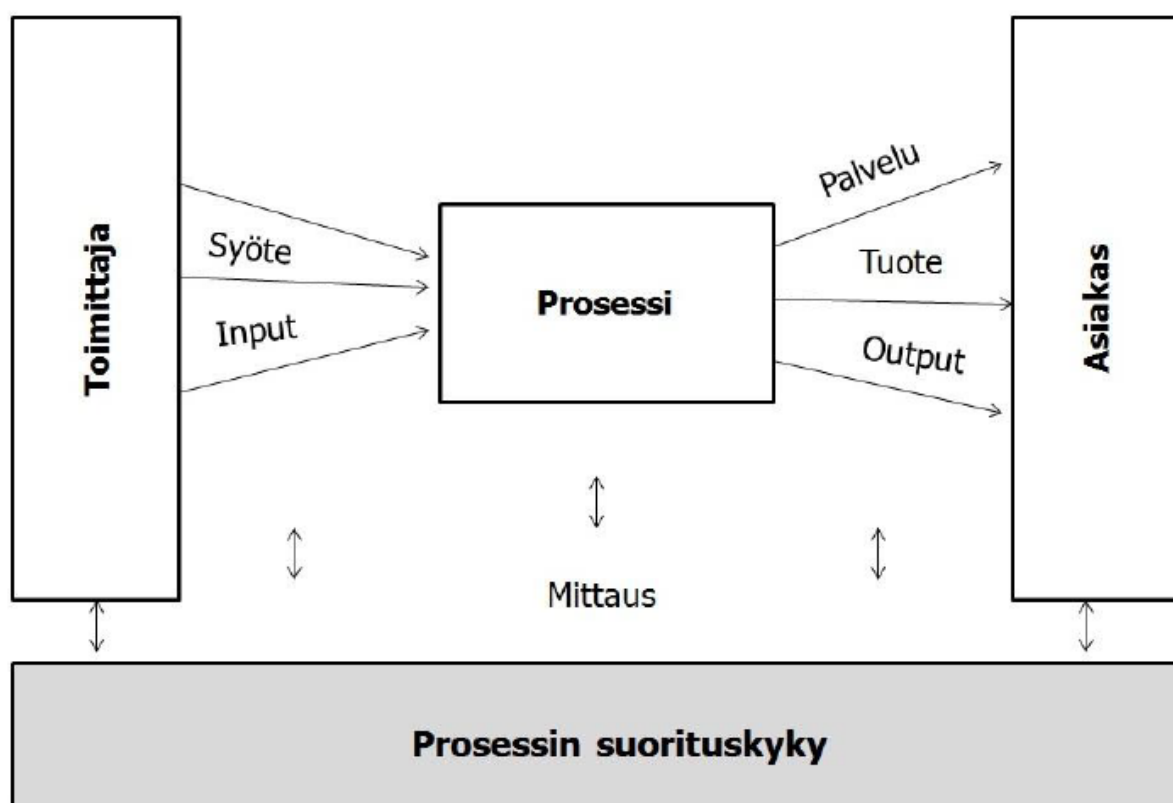 Toimittaja
Syöte
Input
Prosessi
Palvelu
Tuote
Output
Asiakas
Mittaus
Prosessin suorituskyky